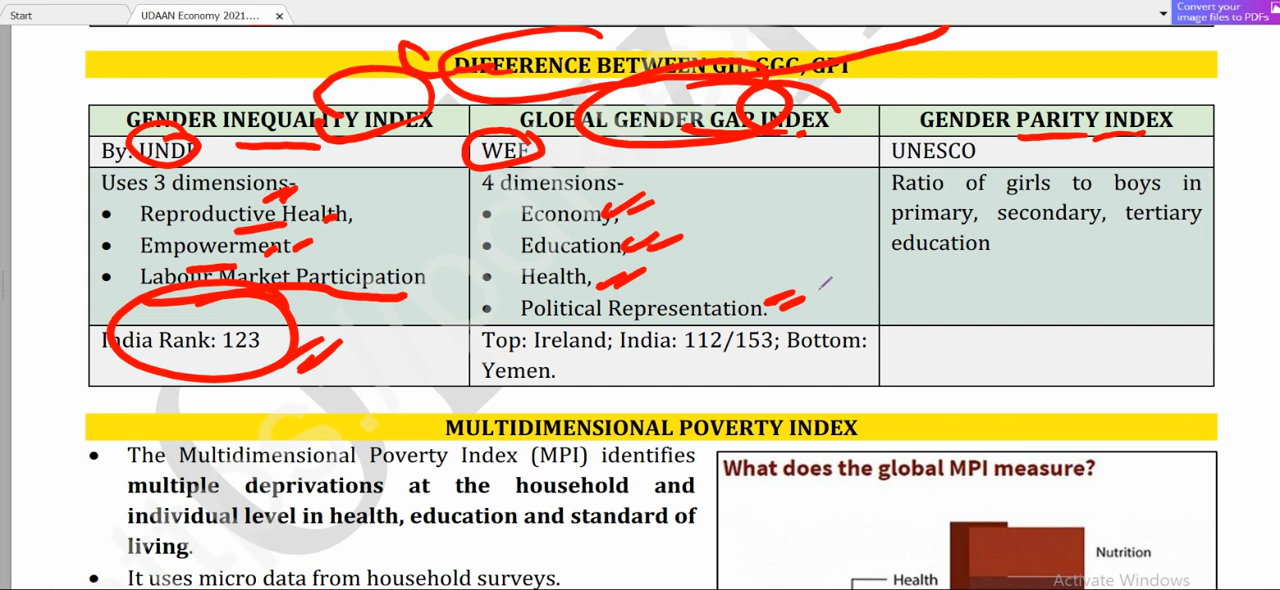 Start
UDAAN Economy 2021....
Convert your
image files to PDFs
DIFFERENCE BETWEEN GII, GGC, GPI
GENDER INEQUALITY INDEX
GLOBAL GENDER GAP INDEX
GENDER PARITY INDEX
By: UNDP
WEF
UNESCO
Uses 3 dimensions-
• Reproductive Health,
• Empowerment
• Labour Market Participation
4 dimensions-
• Economy,
• Education,
• Health,
• Political Representation.
Ratio of girls to boys in
primary, secondary, tertiary
education
India Rank: 123
Top: Ireland; India: 112/153; Bottom:
Yemen.
MULTIDIMENSIONAL POVERTY INDEX
• The Multidimensional Poverty Index (MPI) identifies
multiple deprivations at the household and
individual level in health, education and standard of
living.
• It uses micro data from household surveys.
What does the global MPI measure?
Nutrition
Health
Activate Windows